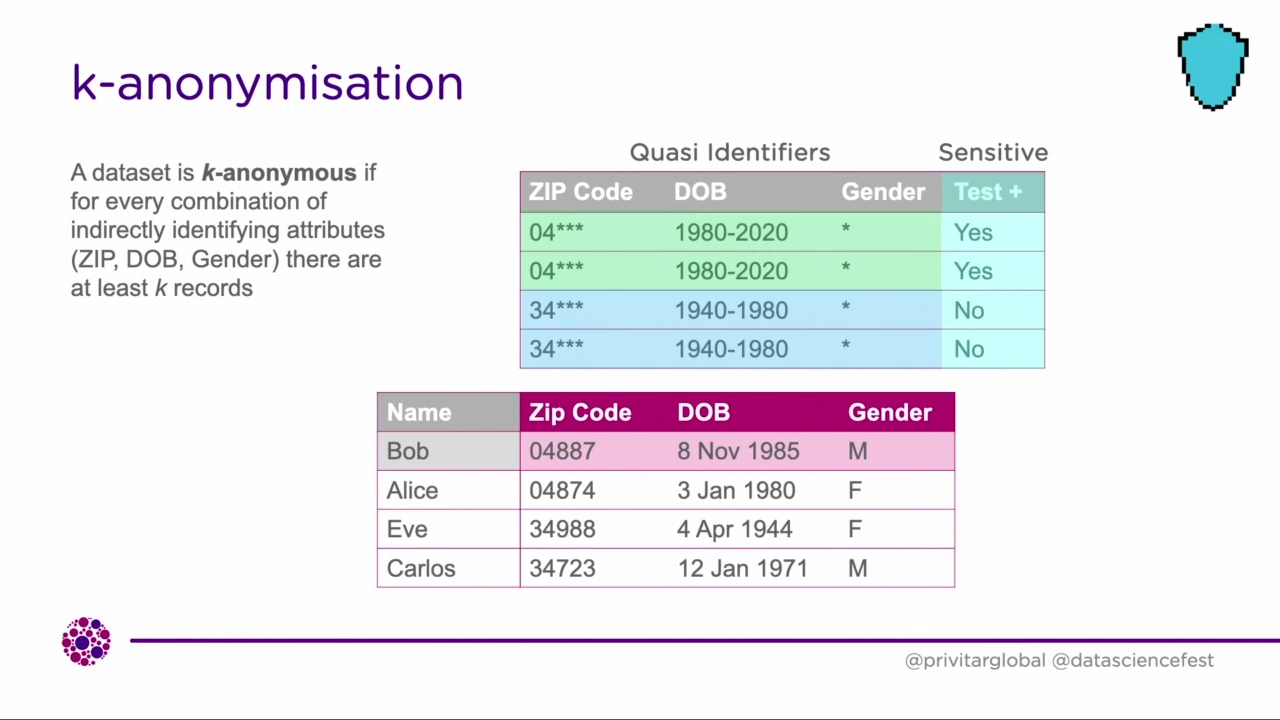 k-anonymisation
A dataset is k-anonymous if
for every combination of
indirectly identifying attributes
(ZIP, DOB, Gender) there are
at least k records
Quasi Identifiers Sensitive
ZIP Code DOB Gender Test +
04*** 1980-2020 * Yes
04*** 1980-2020 * Yes
34*** 1940-1980 * No
34*** 1940-1980 * No
Name Zip Code DOB Gender
Bob 04887 8 Nov 1985 M
Alice 04874 3 Jan 1980 F
Eve 34988 4 Apr 1944 F
Carlos 34723 12 Jan 1971 M
@privitarglobal @datasciencefest